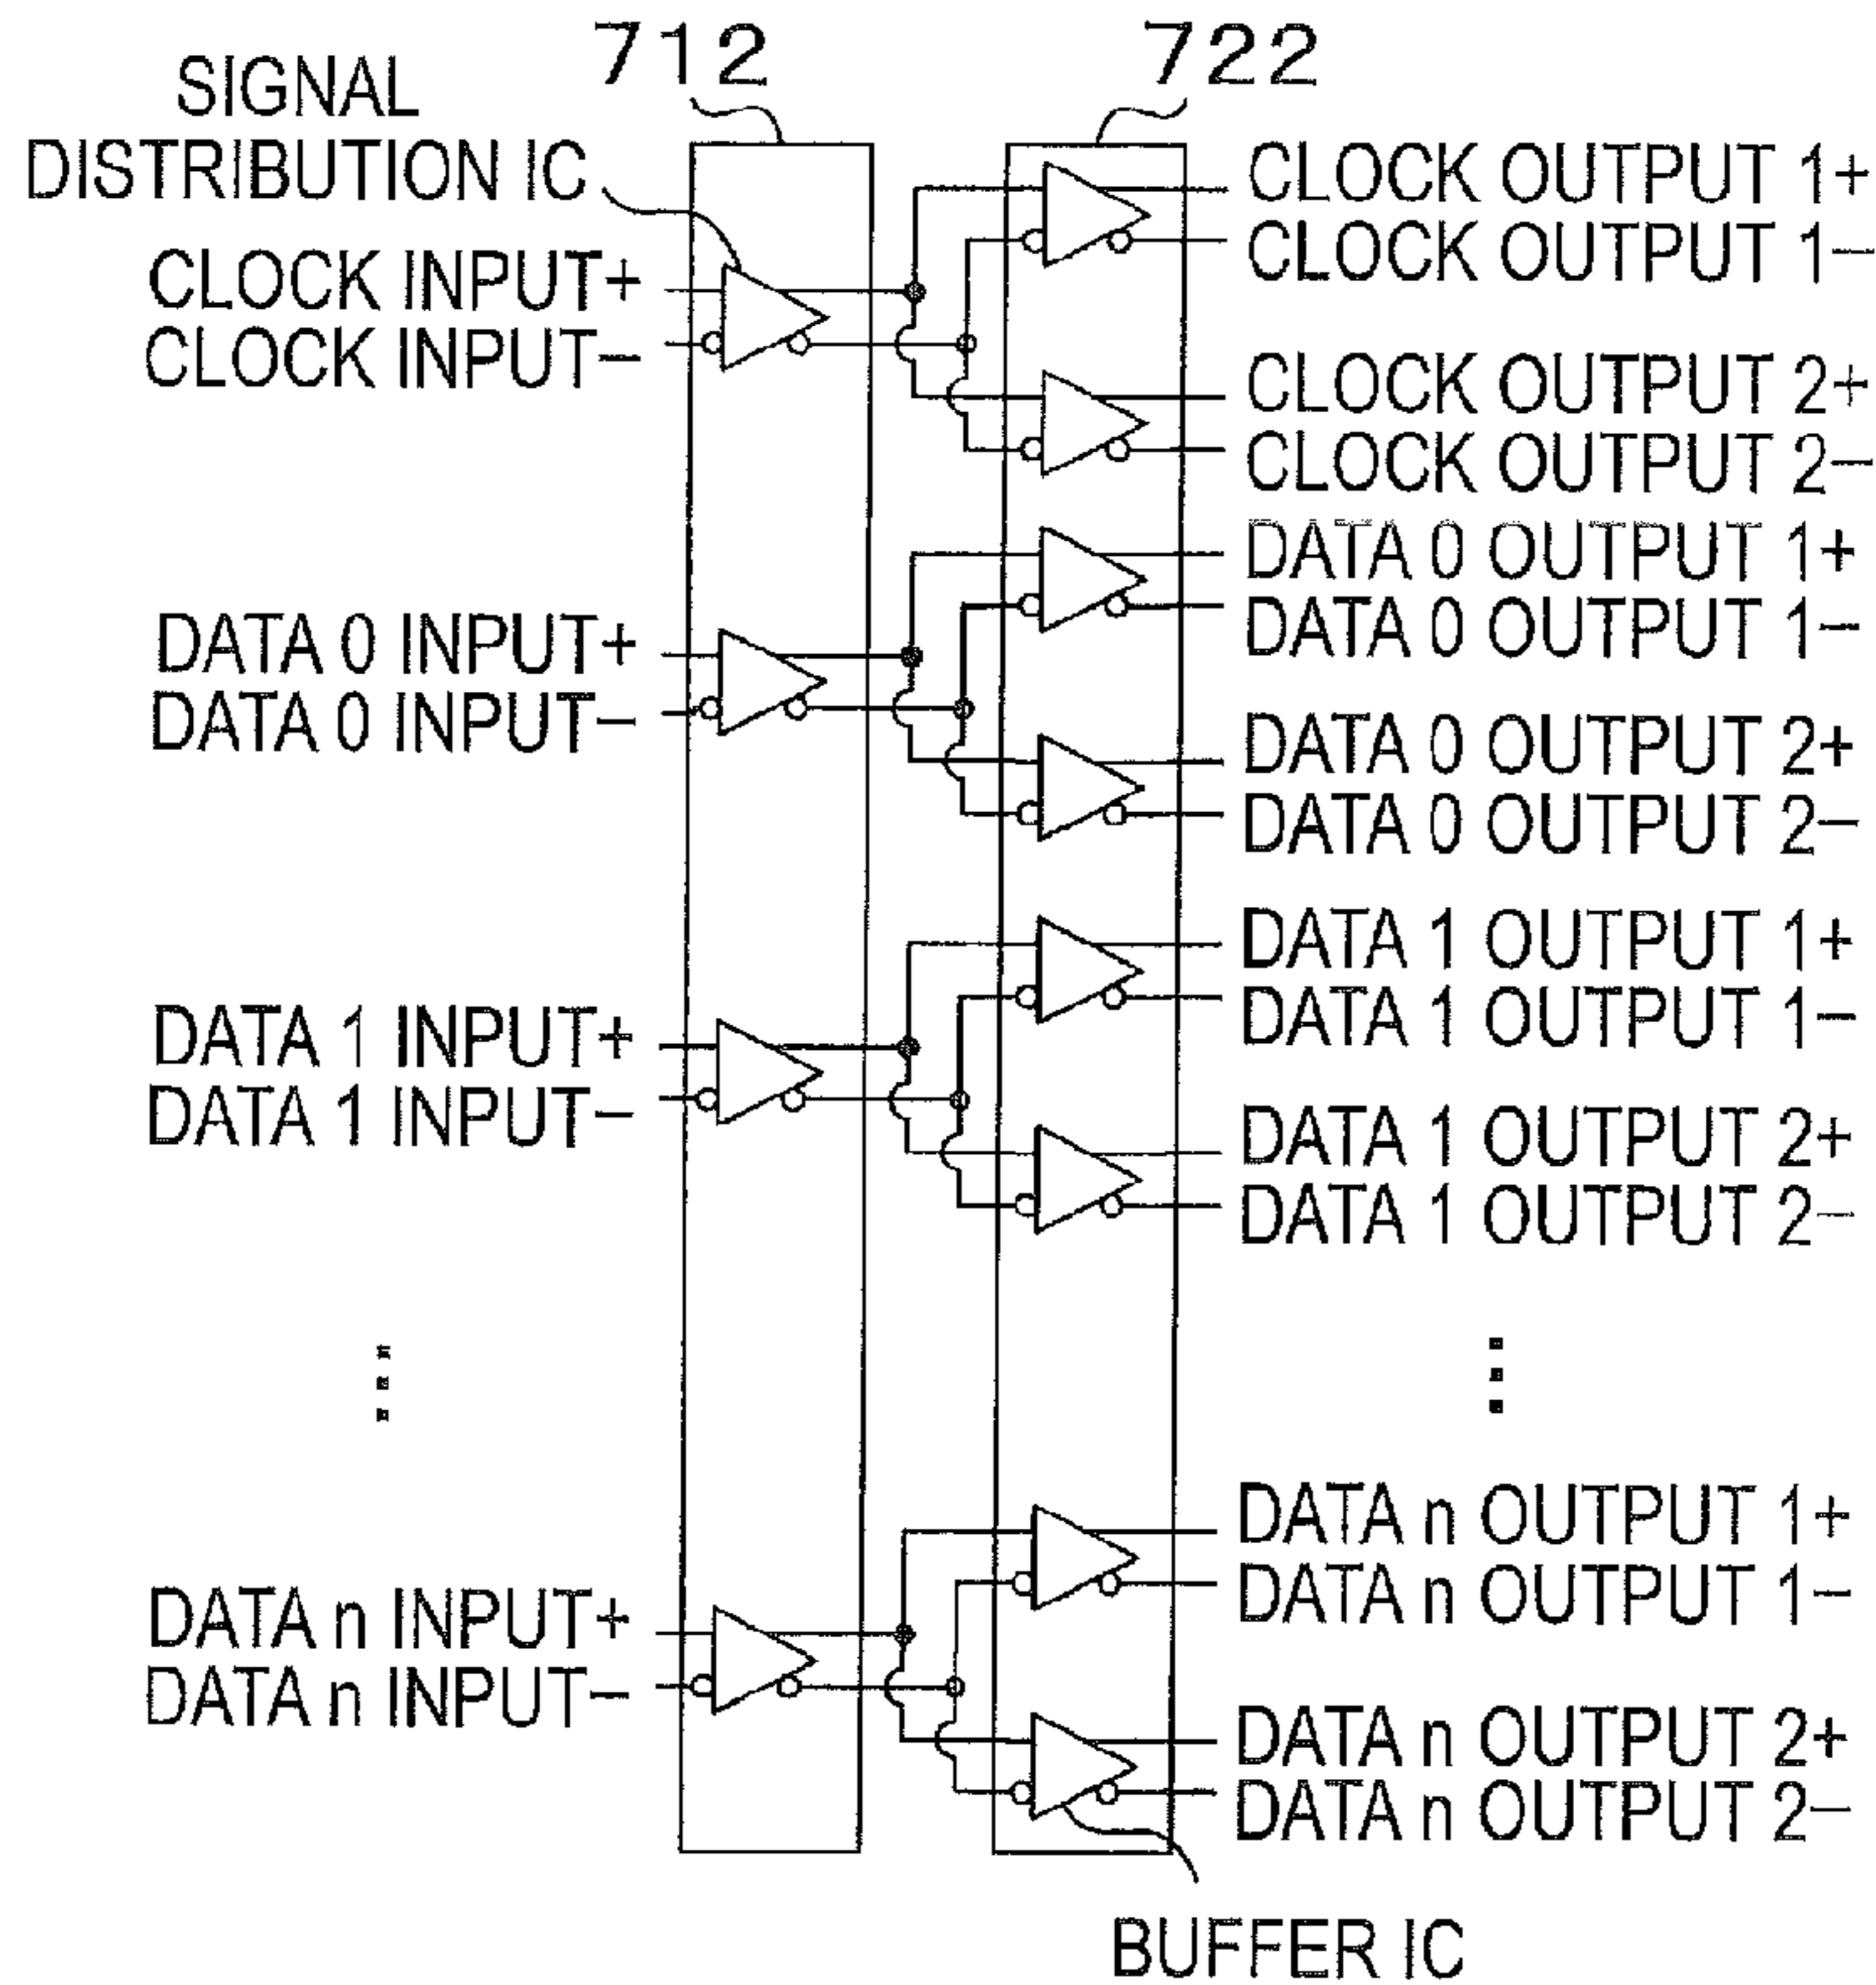 712
722
SIGNAL
DISTRIBUTION IC
CLOCK INPUT+
CLOCK INPUT−
CLOCK OUTPUT 1+
CLOCK OUTPUT 1−
CLOCK OUTPUT 2+
CLOCK OUTPUT 2−
DATA 0 INPUT+
DATA 0 INPUT−
DATA 0 OUTPUT 1+
DATA 0 OUTPUT 1−
DATA 0 OUTPUT 2+
DATA 0 OUTPUT 2−
DATA 1 INPUT+
DATA 1 INPUT−
DATA 1 OUTPUT 1+
DATA 1 OUTPUT 1−
DATA 1 OUTPUT 2+
DATA 1 OUTPUT 2−
DATA n INPUT+
DATA n INPUT−
DATA n OUTPUT 1+
DATA n OUTPUT 1−
DATA n OUTPUT 2+
DATA n OUTPUT 2−
BUFFER IC